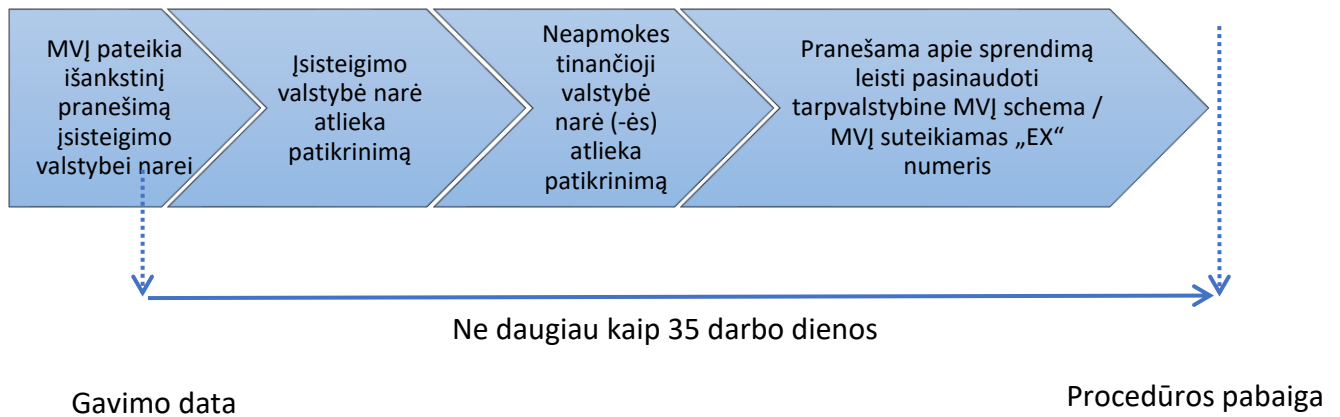 MVĮ pateikia
išankstinį
pranešimą
įsisteigimo
valstybei narei
Įsisteigimo
valstybė narė
atlieka
patikrinimą
Neapmokes
tinančioji
valstybė
narė (-ės)
atlieka
patikrinimą
Pranešama apie sprendimą
leisti pasinaudoti
tarpvalstybine MVĮ schema /
MVĮ suteikiamas „EX“
numeris
Ne daugiau kaip 35 darbo dienos
Gavimo data
Procedūros pabaiga